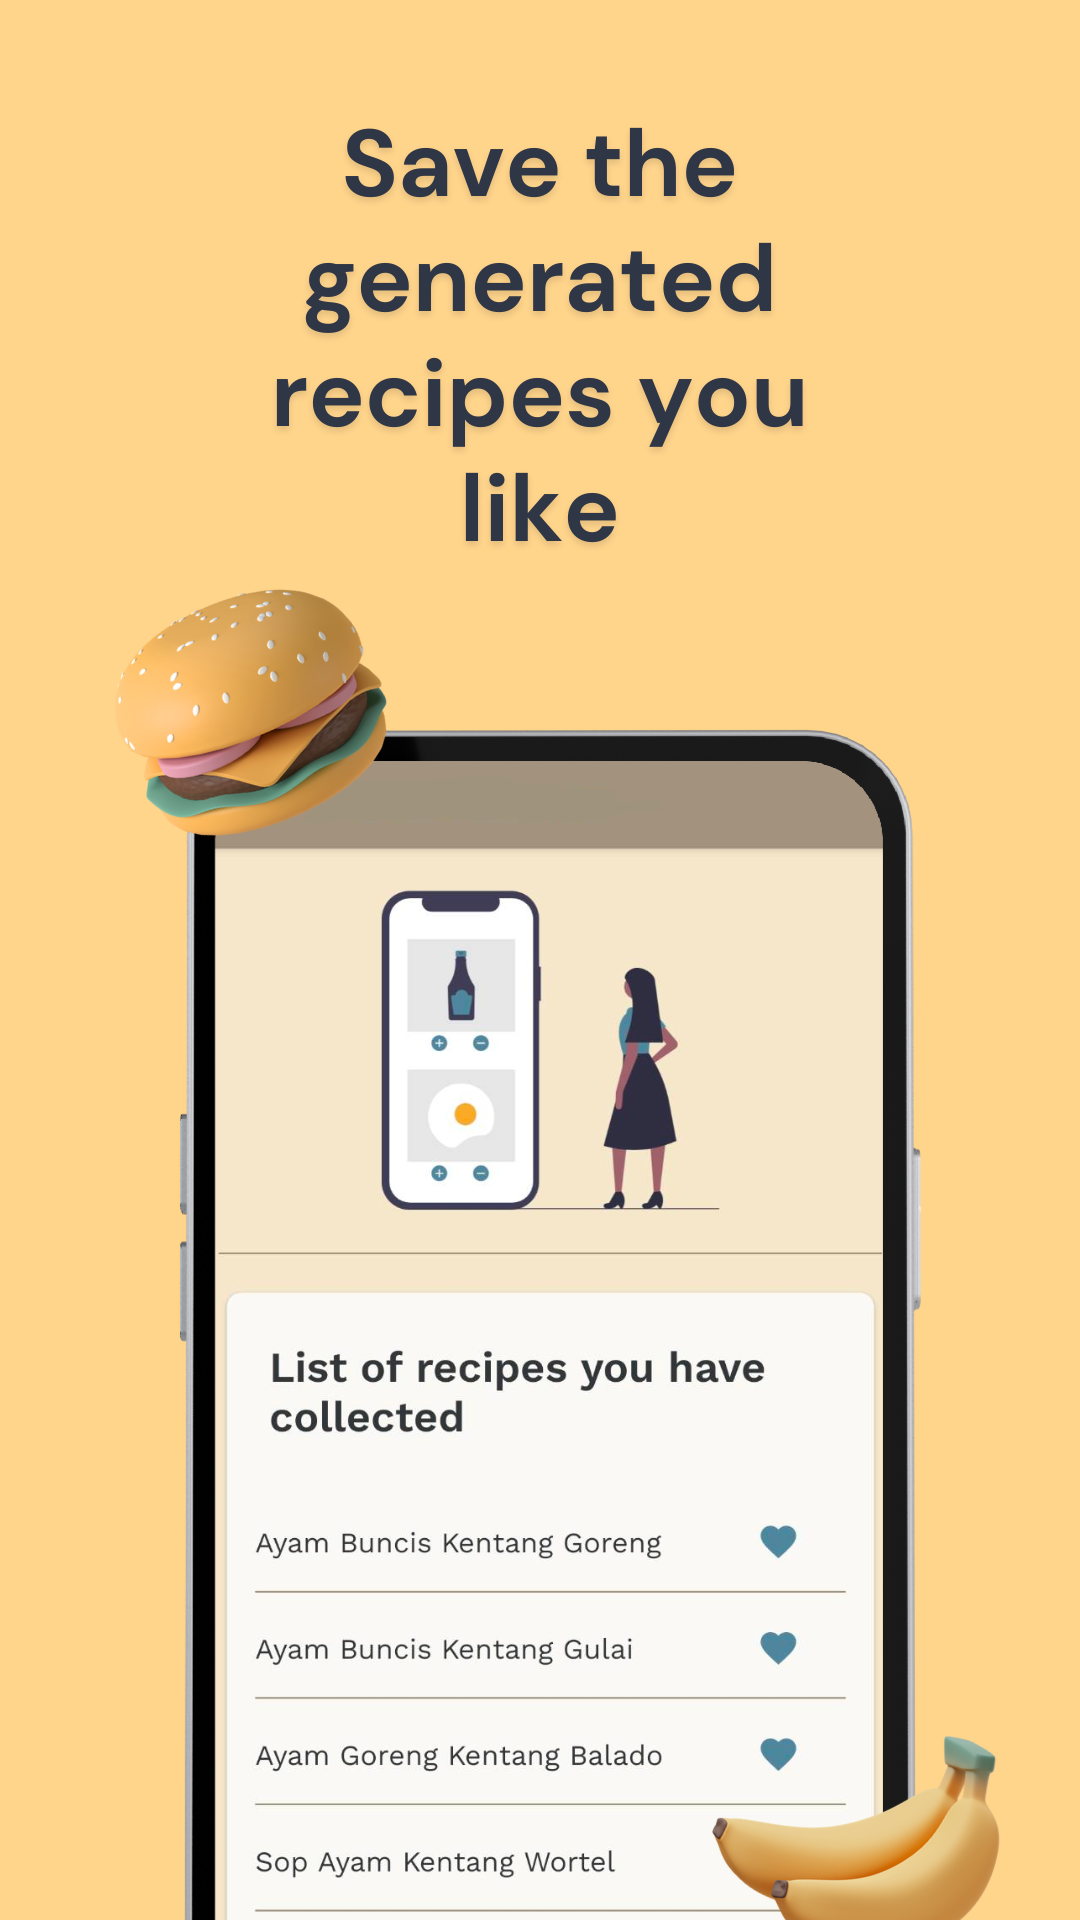 Save the
generated
recipes you
like
List of recipes you have
collected
Ayam Buncis Kentang Goreng
Ayam Buncis Kentang Gulai
Ayam Goreng Kentang Balado
Sop Ayam Kentang Wortel